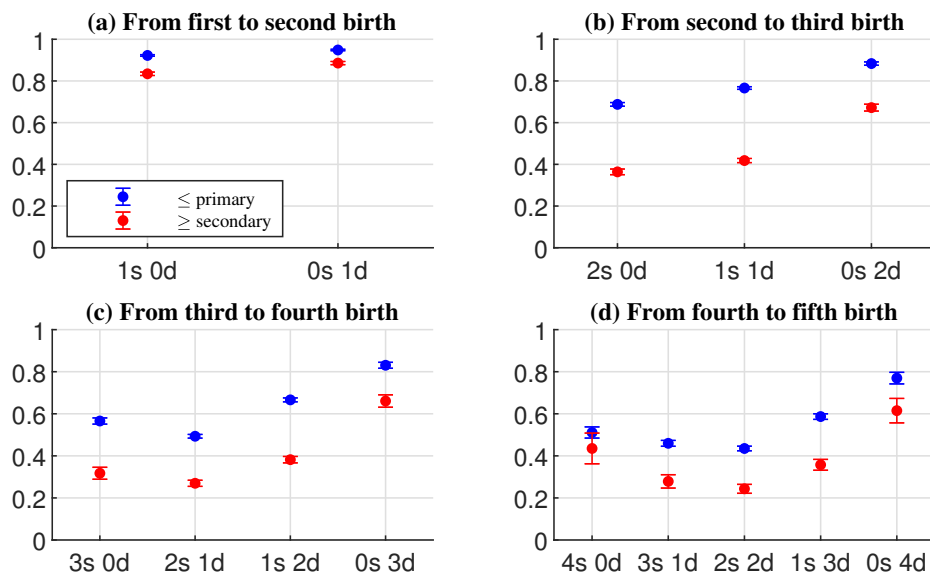 (a) From first to second birth
1
0.8
0.6
0.4
0.2
0
≤ primary
≥ secondary
1s 0d 0s 1d
(b) From second to third birth
1
0.8
0.6
0.4
0.2
0
2s 0d 1s 1d 0s 2d
(c) From third to fourth birth
1
0.8
0.6
0.4
0.2
0
3s 0d 2s 1d 1s 2d 0s 3d
(d) From fourth to fifth birth
1
0.8
0.6
0.4
0.2
0
4s 0d 3s 1d 2s 2d 1s 3d 0s 4d